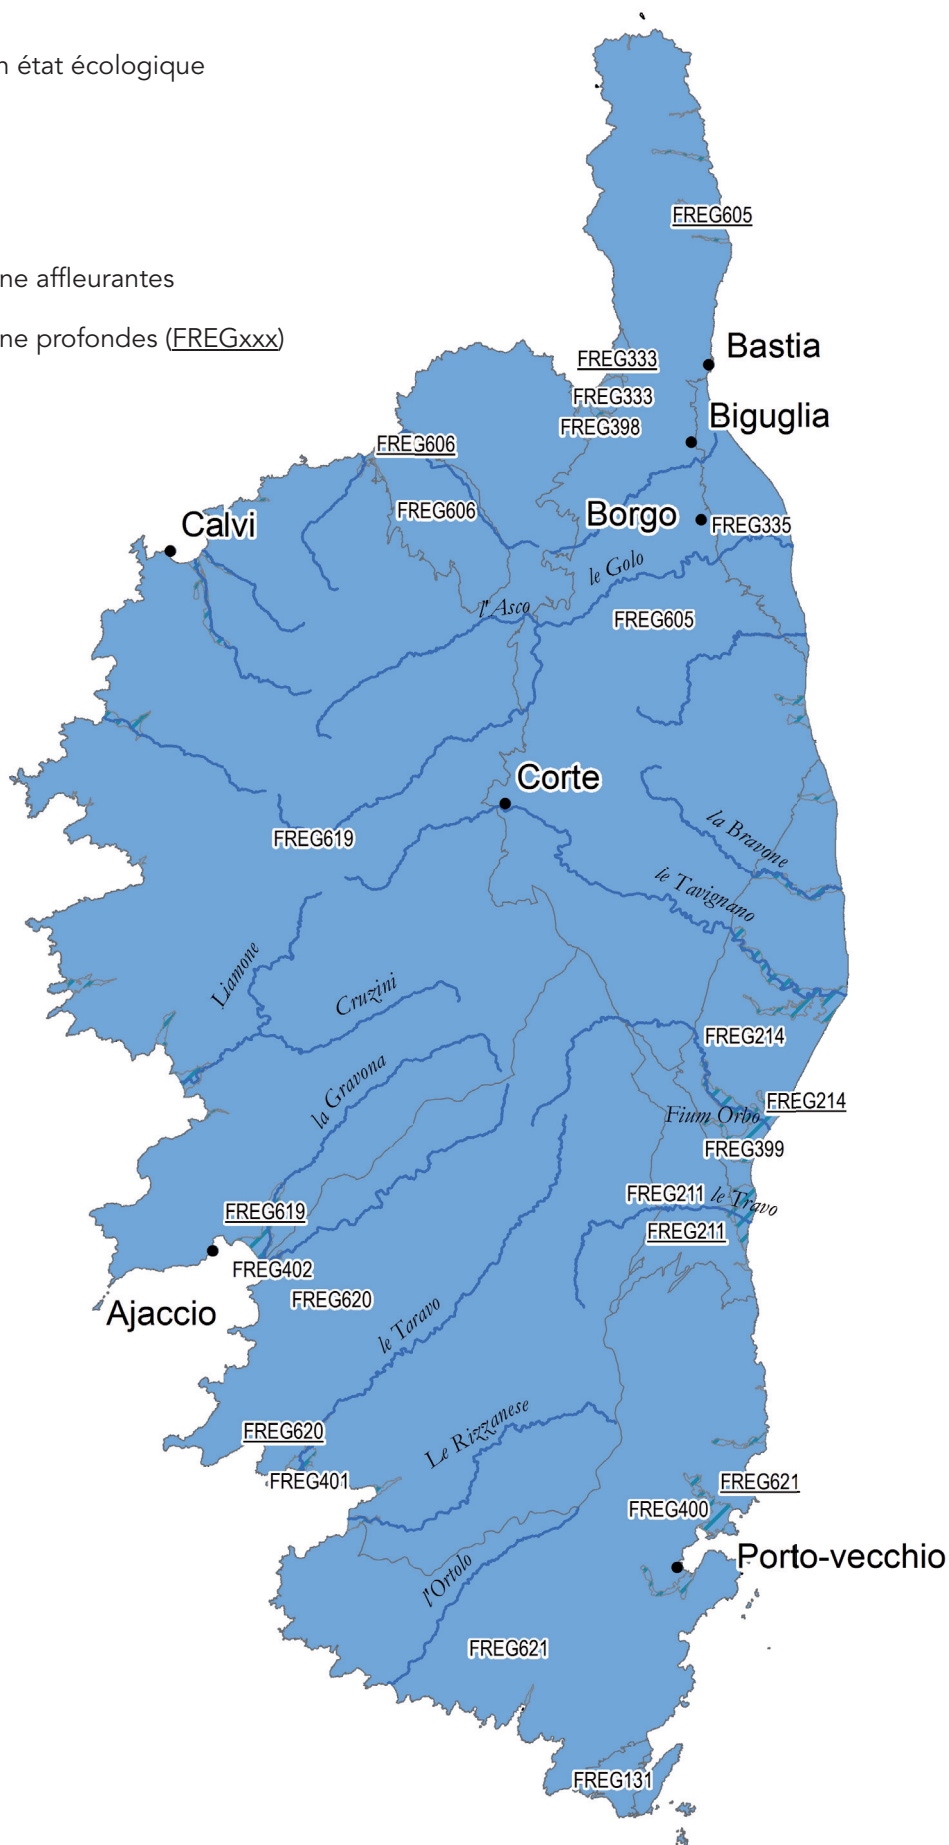 n état écologique
FREG605
ne affleurantes
ne profondes (FREGxxx)
Bastia
FREG333
FREG333
Biguglia
FREG398
FREG606
FREG606
Borgo
Calvi
FREG335
le Golo
l'Asco
FREG605
Corte
FREG619
la Bravone
le Tavignano
Liamone
Cruzini
FREG214
la Gravona
FREG214
Fium Orbo
FREG399
FREG211
le Travo
FREG619
FREG211
FREG402
FREG620
Ajaccio
le Taravo
Le Rizzanese
FREG620
FREG401
FREG621
FREG400
Porto-vecchio
l'Ortolo
FREG621
FREG131